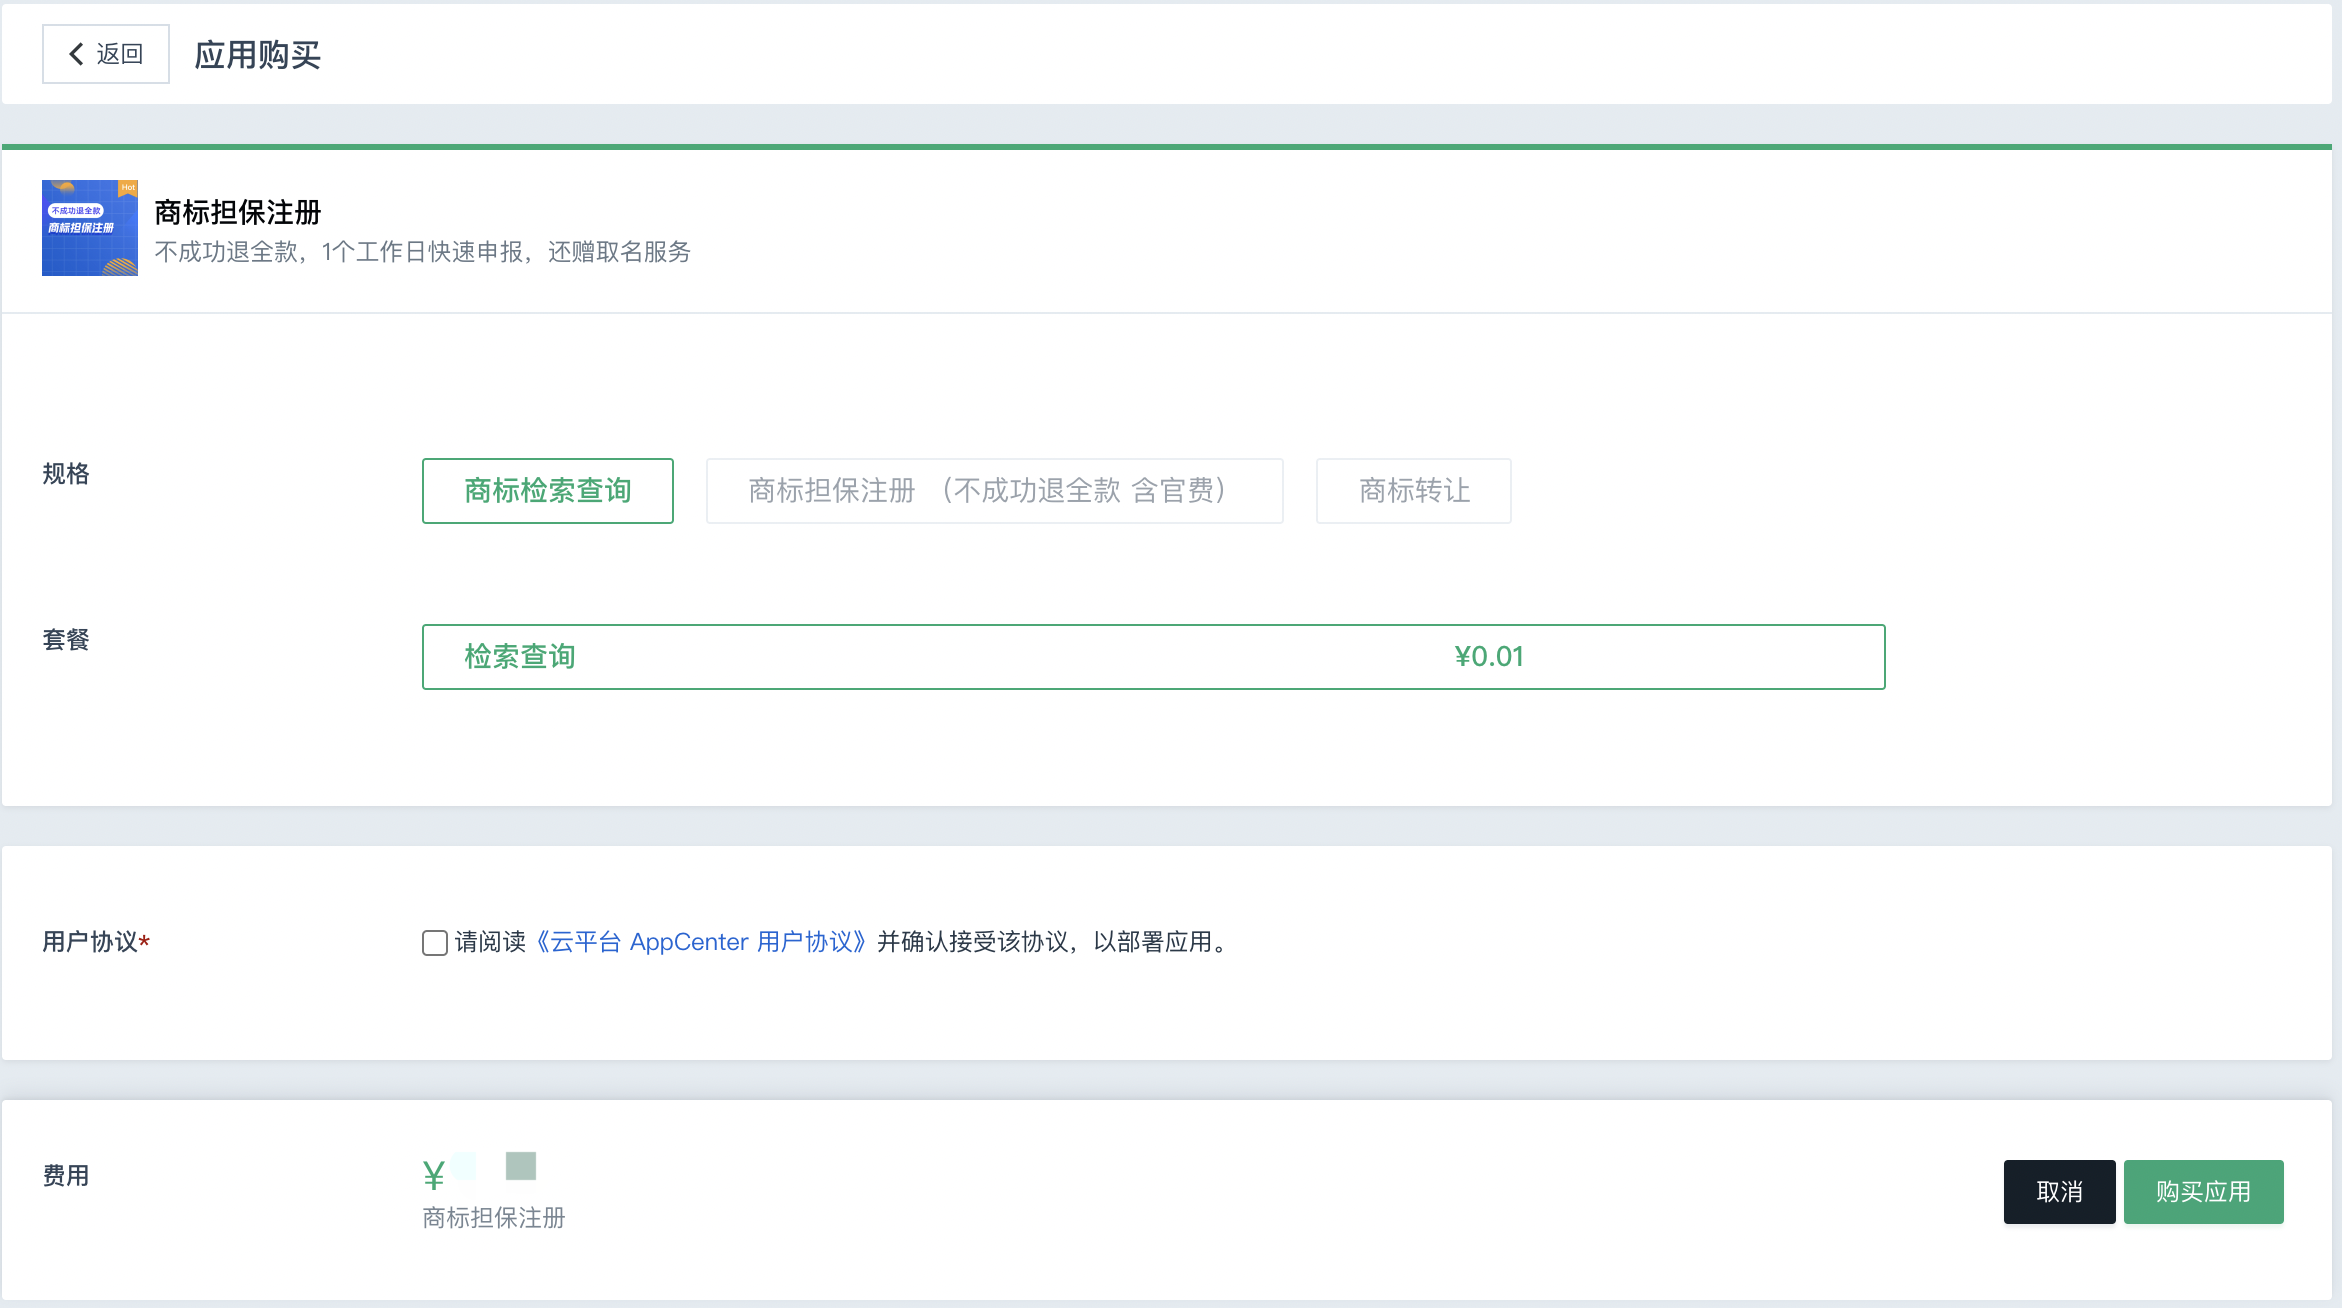 返回
应用购买
Hot
不成功退全款
商标担保注册
商标担保注册
不成功退全款，1个工作日快速申报，还赠取名服务
规格
商标检索查询
商标担保注册 （不成功退全款 含官费）
商标转让
套餐
检索查询
¥0.01
用户协议*
请阅读《云平台 AppCenter 用户协议》并确认接受该协议，以部署应用。
费用
¥
商标担保注册
取消
购买应用